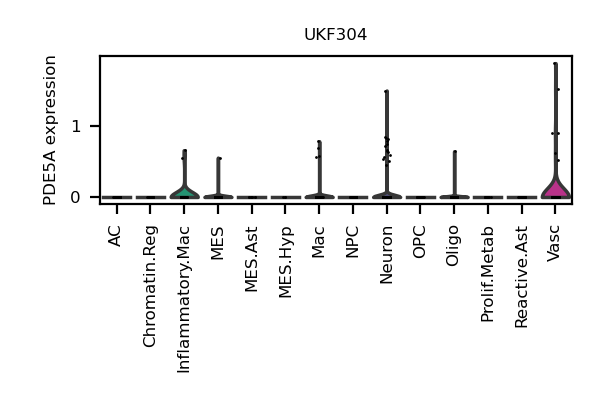 UKF304
PDE5A expression
1
0
AC
Chromatin.Reg
Inflammatory.Mac
MES
MES.Ast
MES.Hyp
Mac
NPC
Neuron
OPC
Oligo
Prolif.Metab
Reactive.Ast
Vasc